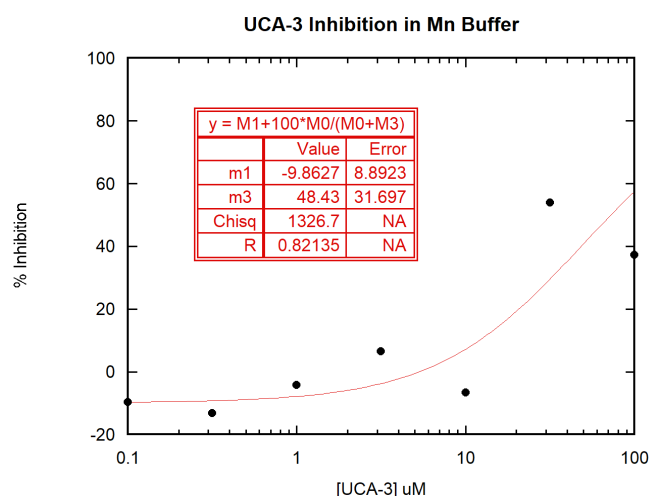 UCA-3 Inhibition in Mn Buffer
100
80
60
40
20
0
-20
% Inhibition
y = M1+100*M0/(M0+M3)
Value Error
m1 -9.8627 8.8923
m3 48.43 31.697
Chisq 1326.7 NA
R 0.82135 NA
0.1 1 10 100
[UCA-3] uM